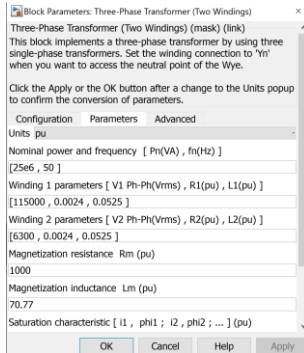 Block Parameters: Three-Phase Transformer (Two Windings)
Three-Phase Transformer (Two Windings) (mask) (link)
This block implements a three-phase transformer by using three
single-phase transformers. Set the winding connection to 'Yn'
when you want to access the neutral point of the Wye.
Click the Apply or the OK button after a change to the Units popup
to confirm the conversion of parameters.
Configuration Parameters Advanced
Units pu
Nominal power and frequency [ Pn(VA) , fn(Hz) ]
[25e6 , 50 ]
Winding 1 parameters [ V1 Ph-Ph(Vrms) , R1(pu) , L1(pu) ]
[115000 , 0.0024 , 0.0525 ]
Winding 2 parameters [ V2 Ph-Ph(Vrms) , R2(pu) , L2(pu) ]
[6300 , 0.0024 , 0.0525 ]
Magnetization resistance Rm (pu)
1000
Magnetization inductance Lm (pu)
70.77
Saturation characteristic [ i1 , phi1 ; i2 , phi2 ; ... ] (pu)
OK Cancel Help Apply